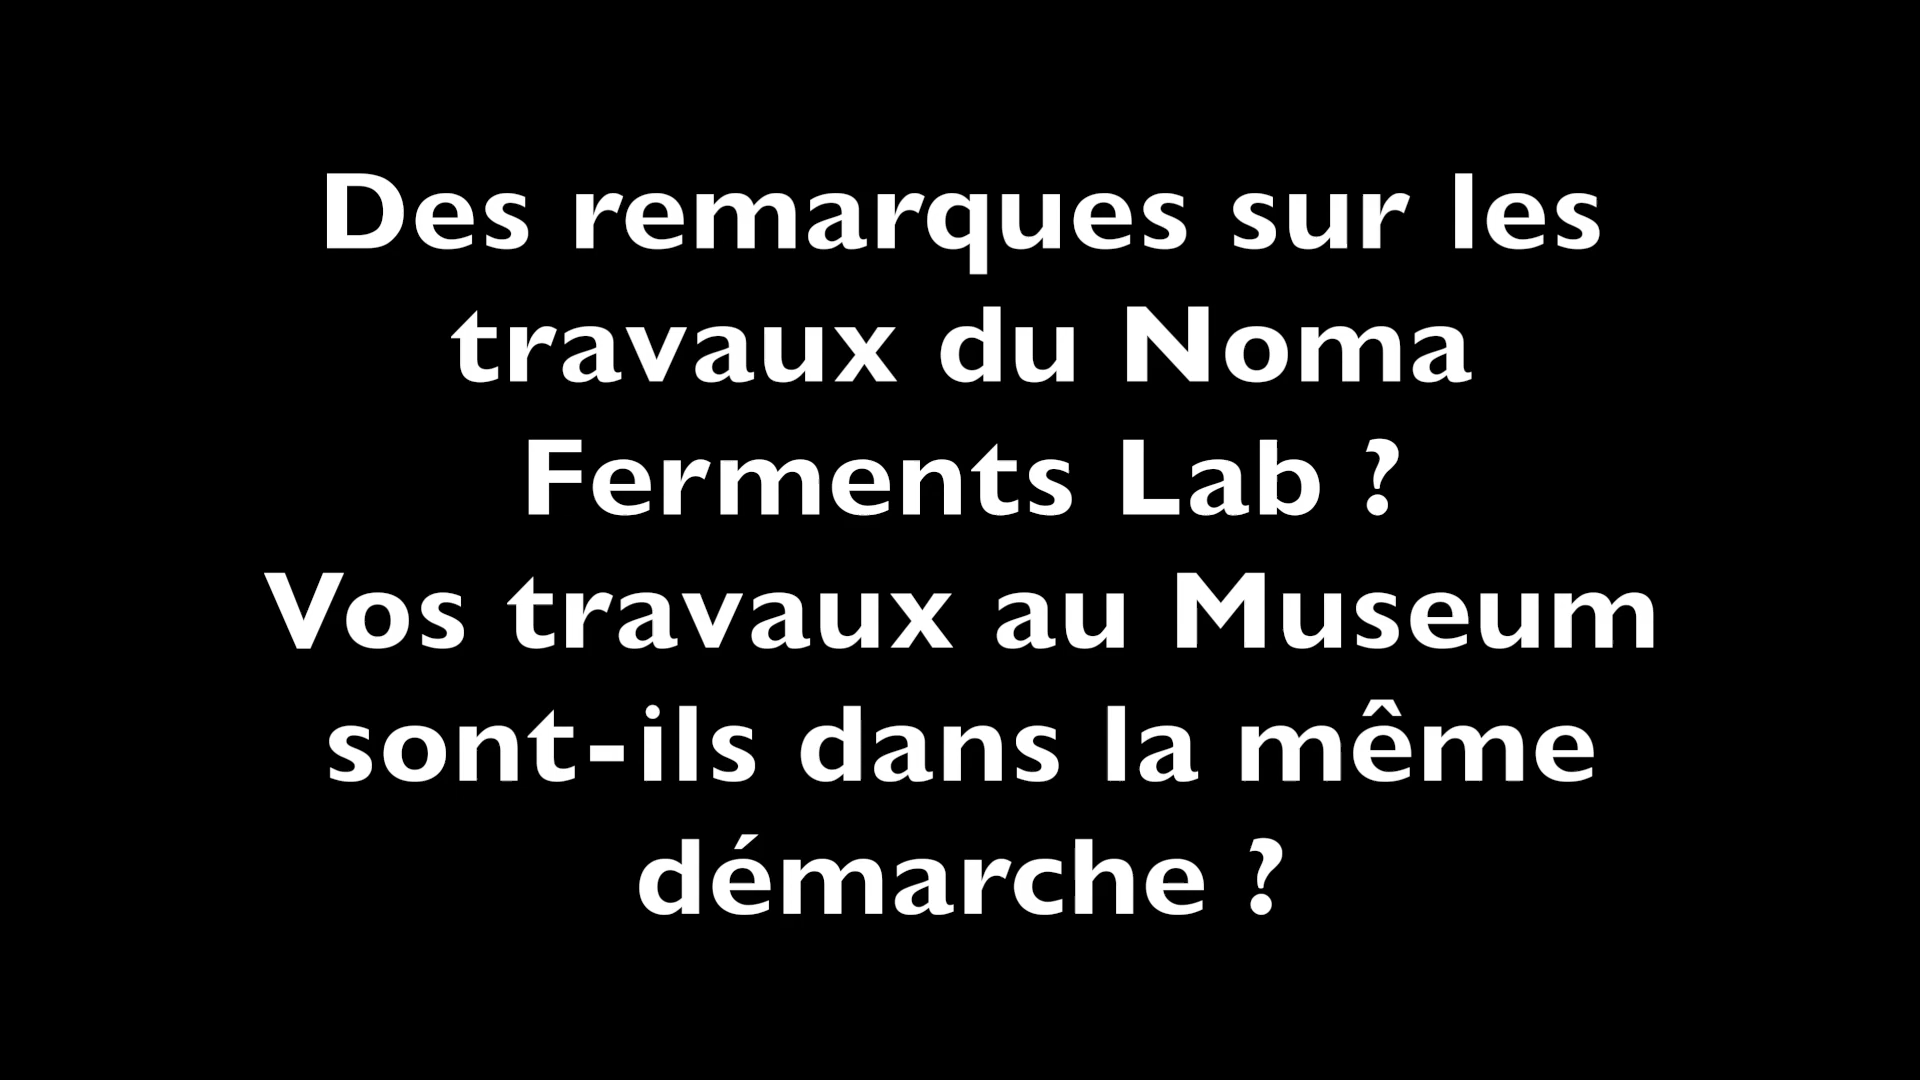 Des remarques sur les
travaux du Noma
Ferments Lab ?
Vos travaux au Museum
sont-ils dans la même
démarche ?